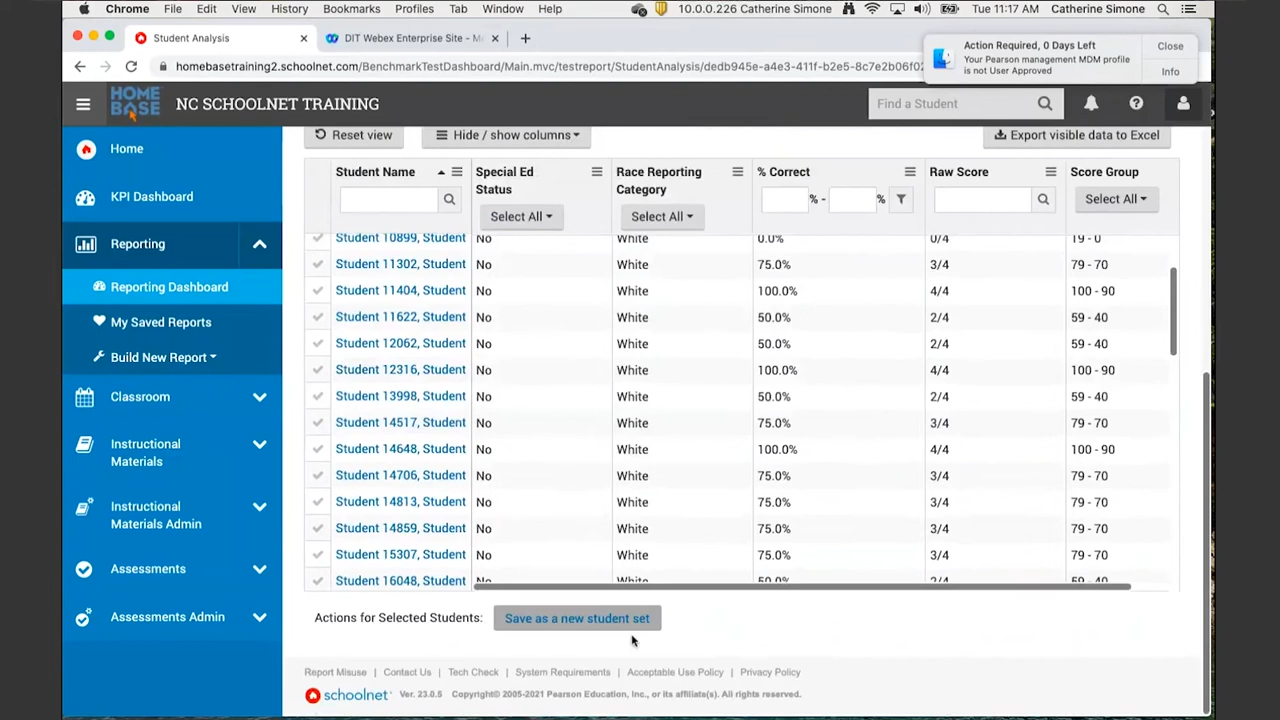 Chrome File Edit View History Bookmarks Profiles Tab Window Help 10.0.0.226 Catherine Simone Tue 11:17 AM Catherine Simone
Student Analysis
DIT Webex Enterprise Site - M
homebasetraining2.schoolnet.com/BenchmarkTestDashboard/Main.mvc/testreport/StudentAnalysis/dedb945e-a4e3-411f-b2e5-8c7e2b06f02
Action Required, 0 Days Left
Your Pearson management MDM profile is not User Approved
Close
Info
HOME BASE
NC SCHOOLNET TRAINING
Find a Student
Home
KPI Dashboard
Reporting
Reporting Dashboard
My Saved Reports
Build New Report
Classroom
Instructional Materials
Instructional Materials Admin
Assessments
Assessments Admin
Reset view Hide / show columns Export visible data to Excel
Student Name Special Ed Status Race Reporting Category % Correct Raw Score Score Group
Select All Select All % - % Select All
Student 10899, Student No White 0.0% 0/4 19 - 0
Student 11302, Student No White 75.0% 3/4 79 - 70
Student 11404, Student No White 100.0% 4/4 100 - 90
Student 11622, Student No White 50.0% 2/4 59 - 40
Student 12062, Student No White 50.0% 2/4 59 - 40
Student 12316, Student No White 100.0% 4/4 100 - 90
Student 13998, Student No White 50.0% 2/4 59 - 40
Student 14517, Student No White 75.0% 3/4 79 - 70
Student 14648, Student No White 100.0% 4/4 100 - 90
Student 14706, Student No White 75.0% 3/4 79 - 70
Student 14813, Student No White 75.0% 3/4 79 - 70
Student 14859, Student No White 75.0% 3/4 79 - 70
Student 15307, Student No White 75.0% 3/4 79 - 70
Student 16048, Student No White 50.0% 2/4 59 - 40
Actions for Selected Students: Save as a new student set
Report Misuse | Contact Us | Tech Check | System Requirements | Acceptable Use Policy | Privacy Policy
schoolnet Ver. 23.0.5 Copyright© 2005-2021 Pearson Education, Inc., or its affiliate(s). All rights reserved.